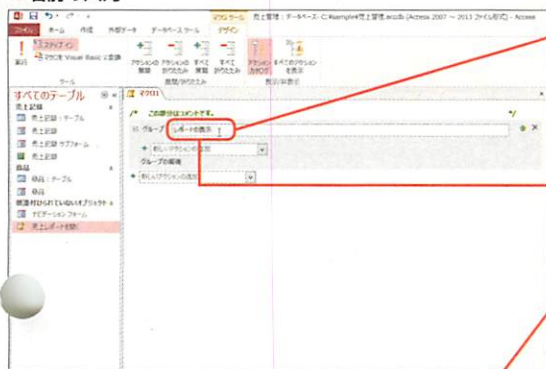 マクロ ツール
売上管理 : データベース- C:¥sample¥売上管理.accdb (Access 2007 ～ 2013 ファイル形式) - Access
ファイル ホーム 作成 外部データ データベース ツール デザイン
ステップ イン
マクロを Visual Basic に変換
実行
アクションの展開 アクションの折りたたみ すべて展開 すべて折りたたみ アクションカタログ すべてのアクションを表示
ツール 展開/折りたたみ 表示/非表示
すべてのテーブル
マクロ1
売上記録
売上記録 : テーブル
売上記録
売上記録 サブフォーム
売上記録
商品
商品 : テーブル
商品
関連付けられていないオブジェクト
ナビゲーション フォーム
売上レポートを開く
/* この部分はコメントです。 */
グループ レポートの表示
新しいアクションの追加
グループの最後
新しいアクションの追加